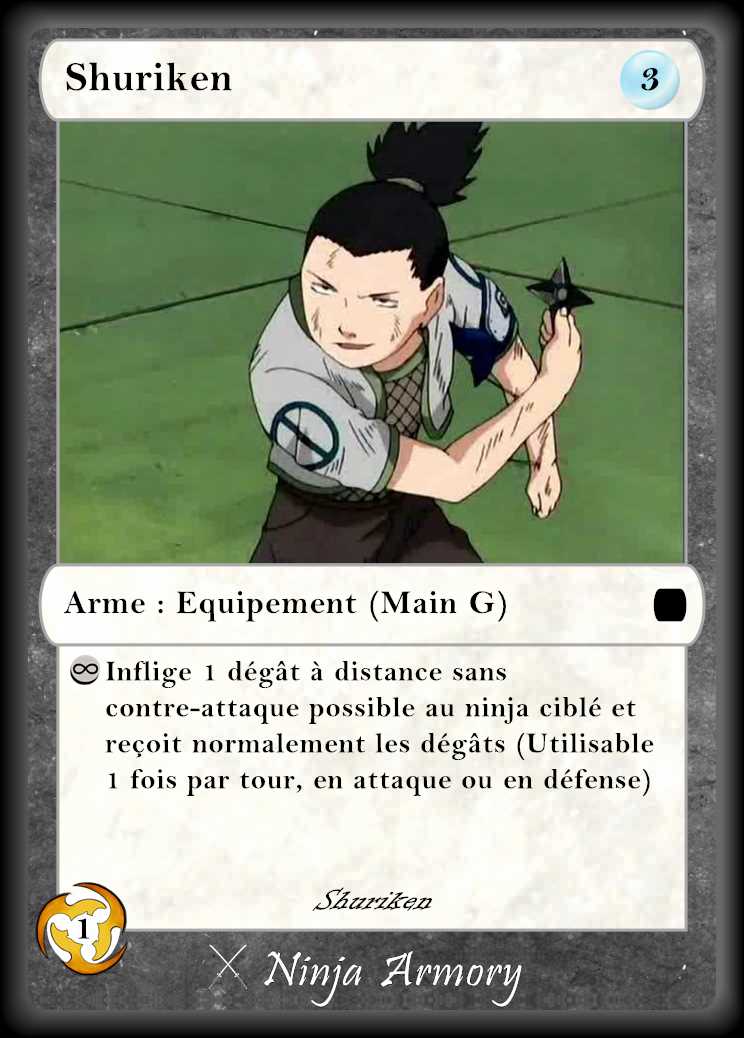 Shuriken
3
Arme : Equipement (Main G)
∞ Inflige 1 dégât à distance sans
contre-attaque possible au ninja ciblé et
reçoit normalement les dégâts (Utilisable
1 fois par tour, en attaque ou en défense)
Shuriken
1
Ninja Armory